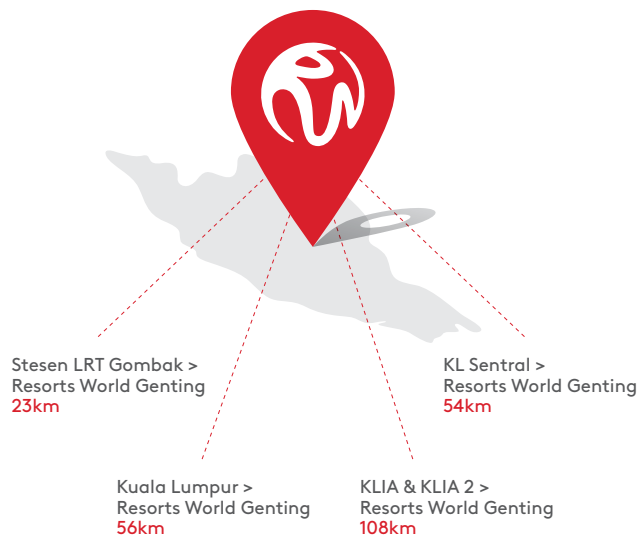 Stesen LRT Gombak >
Resorts World Genting
23km
KL Sentral >
Resorts World Genting
54km
Kuala Lumpur >
Resorts World Genting
56km
KLIA & KLIA 2 >
Resorts World Genting
108km